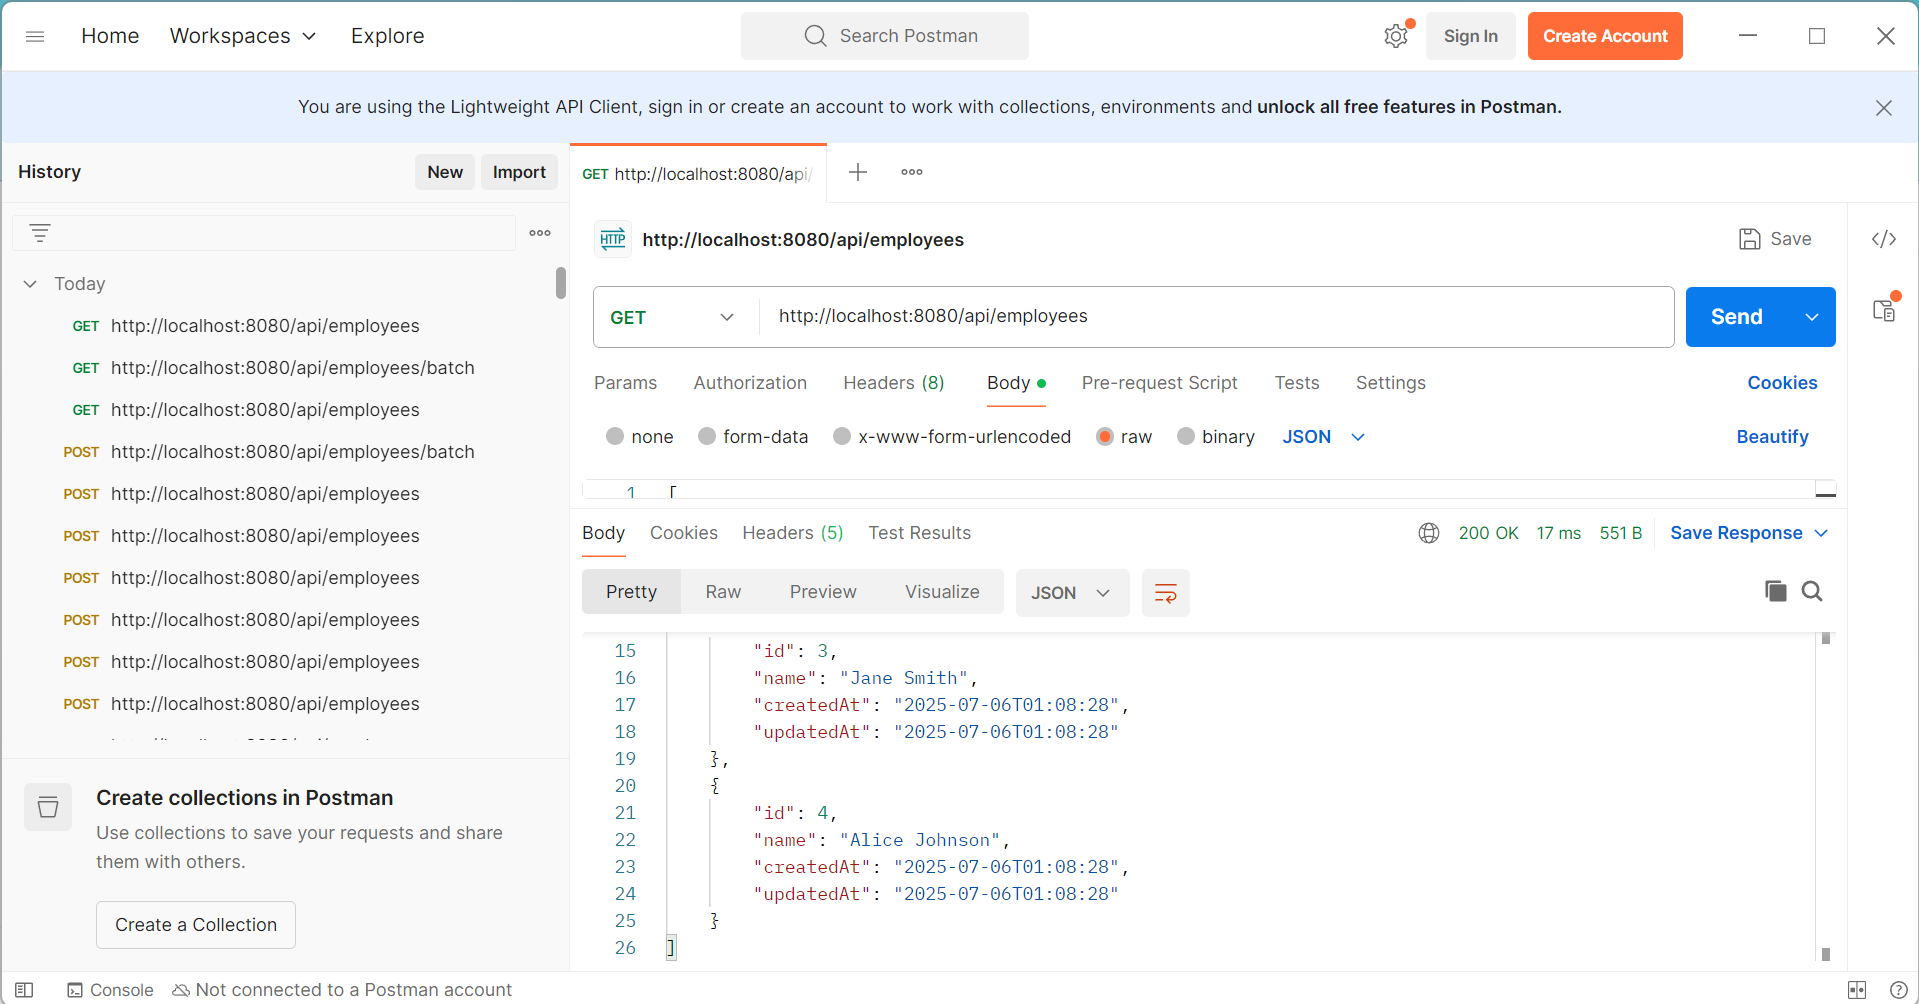 Home Workspaces Explore Search Postman Sign In Create Account
You are using the Lightweight API Client, sign in or create an account to work with collections, environments and unlock all free features in Postman.
History New Import
GET http://localhost:8080/api/
HTTP http://localhost:8080/api/employees Save
Today
GET http://localhost:8080/api/employees
GET http://localhost:8080/api/employees/batch
GET http://localhost:8080/api/employees
POST http://localhost:8080/api/employees/batch
POST http://localhost:8080/api/employees
POST http://localhost:8080/api/employees
POST http://localhost:8080/api/employees
POST http://localhost:8080/api/employees
POST http://localhost:8080/api/employees
POST http://localhost:8080/api/employees
Create collections in Postman
Use collections to save your requests and share
them with others.
Create a Collection
GET http://localhost:8080/api/employees Send
Params Authorization Headers (8) Body Pre-request Script Tests Settings Cookies
none form-data x-www-form-urlencoded raw binary JSON Beautify
1 [
Body Cookies Headers (5) Test Results 200 OK 17 ms 551 B Save Response
Pretty Raw Preview Visualize JSON
15 "id": 3,
16 "name": "Jane Smith",
17 "createdAt": "2025-07-06T01:08:28",
18 "updatedAt": "2025-07-06T01:08:28"
19 },
20 {
21 "id": 4,
22 "name": "Alice Johnson",
23 "createdAt": "2025-07-06T01:08:28",
24 "updatedAt": "2025-07-06T01:08:28"
25 }
26 ]
Console Not connected to a Postman account